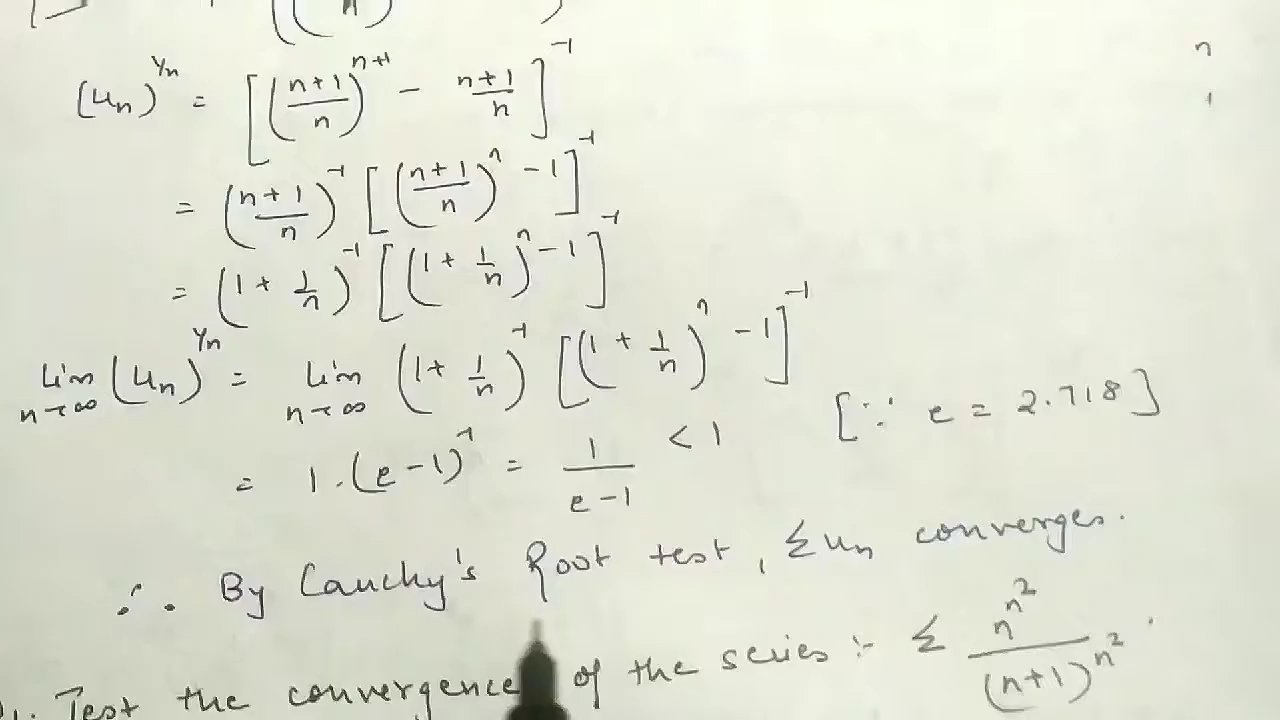 (uₙ)^{1/n} = [((n+1)/n)^{n+1} - (n+1)/n]^{-1}
= ((n+1)/n)^{-1} [((n+1)/n)^n - 1]^{-1}
= (1 + 1/n)^{-1} [(1 + 1/n)^n - 1]^{-1}
lim n→∞ (uₙ)^{1/n} = lim n→∞ (1 + 1/n)^{-1} [(1 + 1/n)^n - 1]^{-1}
= 1.(e-1)^{-1} = 1/(e-1) < 1 [∵ e = 2.718]
∴ By Cauchy's Root test, Σuₙ converges.
Test the convergence of the series :- Σ n^{n²}/(n+1)^{n²}.